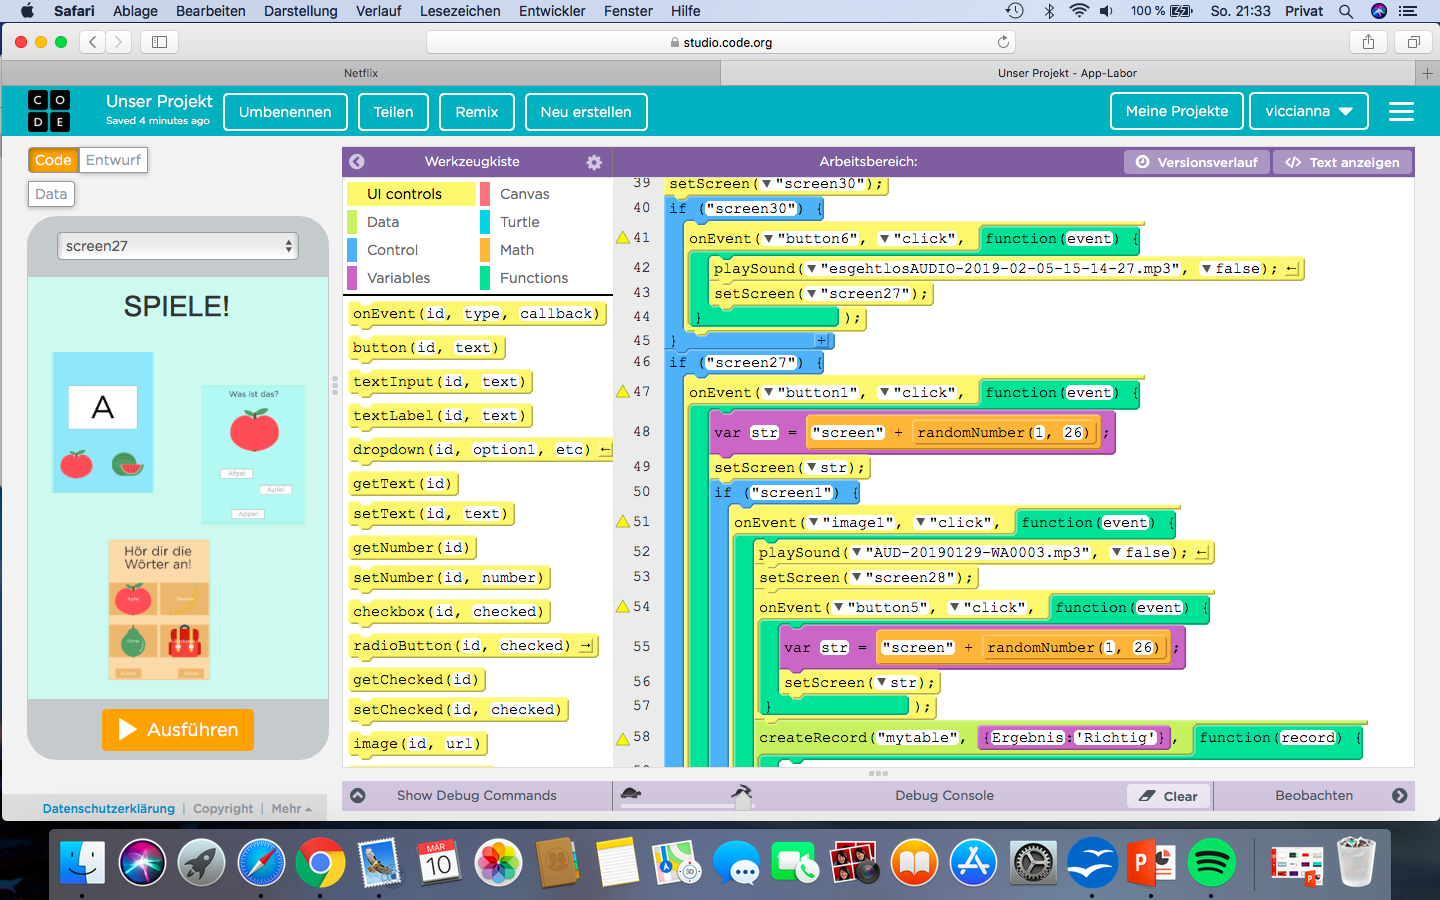 Safari Ablage Bearbeiten Darstellung Verlauf Lesezeichen Entwickler Fenster Hilfe 100 % So. 21:33 Privat
studio.code.org
Netflix
Unser Projekt - App-Labor
CODE
Unser Projekt
Saved 4 minutes ago
Umbenennen Teilen Remix Neu erstellen Meine Projekte viccianna
Code Entwurf
Data
screen27
SPIELE!
A
Was ist das?
Apfel
Hör dir die
Wörter an!
Ausführen
Datenschutzerklärung | Copyright | Mehr
Werkzeugkiste
UI controls Canvas
Data Turtle
Control Math
Variables Functions
onEvent(id, type, callback)
button(id, text)
textInput(id, text)
textLabel(id, text)
dropdown(id, option1, etc)
getText(id)
setText(id, text)
getNumber(id)
setNumber(id, number)
checkbox(id, checked)
radioButton(id, checked)
getChecked(id)
setChecked(id, checked)
image(id, url)
Arbeitsbereich: Versionsverlauf Text anzeigen
39 setScreen("screen30");
40 if ("screen30") {
41 onEvent("button6", "click", function(event) {
42 playSound("esgehtlosAUDIO-2019-02-05-15-14-27.mp3", false);
43 setScreen("screen27");
44 });
45 } +
46 if ("screen27") {
47 onEvent("button1", "click", function(event) {
48 var str = "screen" + randomNumber(1, 26);
49 setScreen(str);
50 if ("screen1") {
51 onEvent("image1", "click", function(event) {
52 playSound("AUD-20190129-WA0003.mp3", false);
53 setScreen("screen28");
54 onEvent("button5", "click", function(event) {
55 var str = "screen" + randomNumber(1, 26);
56 setScreen(str);
57 });
58 createRecord("mytable", {Ergebnis:'Richtig'}, function(record) {
Show Debug Commands Debug Console Clear Beobachten
MÄR
10